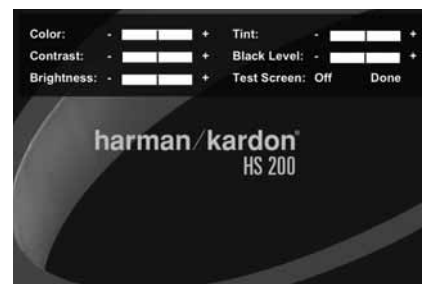 Color: - + Tint: - +
Contrast: - + Black Level: - +
Brightness: - + Test Screen: Off Done
harman/kardon®
HS 200